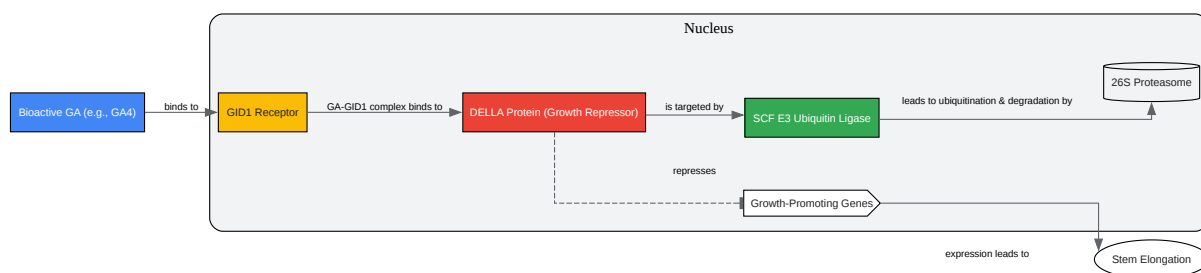 Nucleus
Bioactive GA (e.g., GA4)
binds to
GID1 Receptor
GA-GID1 complex binds to
DELLA Protein (Growth Repressor)
is targeted by
SCF E3 Ubiquitin Ligase
leads to ubiquitination & degradation by
26S Proteasome
represses
Growth-Promoting Genes
expression leads to
Stem Elongation